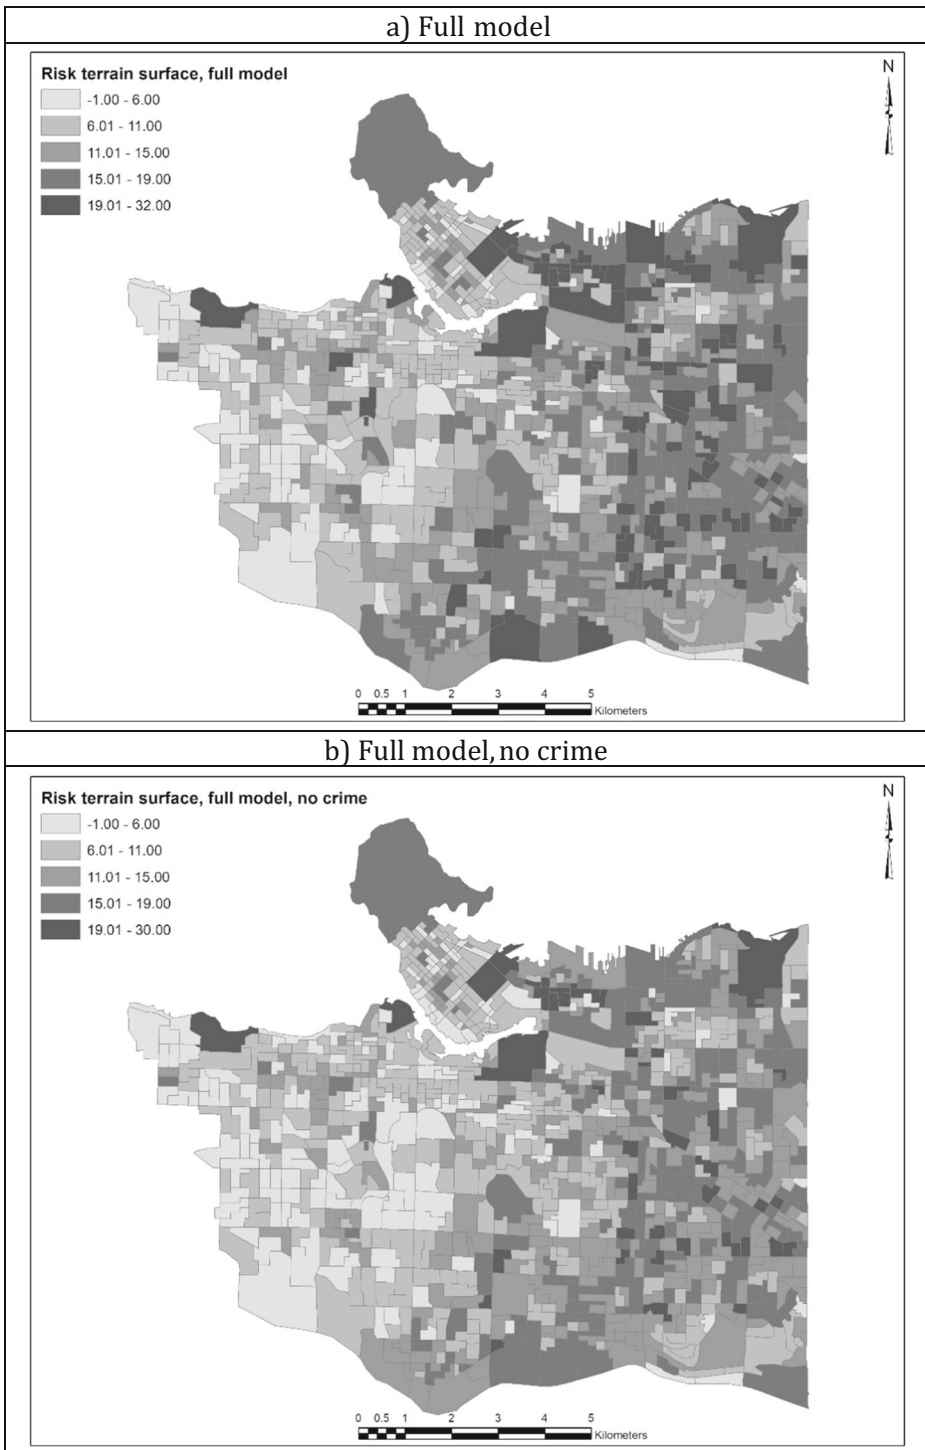 a) Full model
Risk terrain surface, full model
-1.00 - 6.00
6.01 - 11.00
11.01 - 15.00
15.01 - 19.00
19.01 - 32.00
N
0 0.5 1 2 3 4 5
Kilometers
b) Full model, no crime
Risk terrain surface, full model, no crime
-1.00 - 6.00
6.01 - 11.00
11.01 - 15.00
15.01 - 19.00
19.01 - 30.00
N
0 0.5 1 2 3 4 5
Kilometers